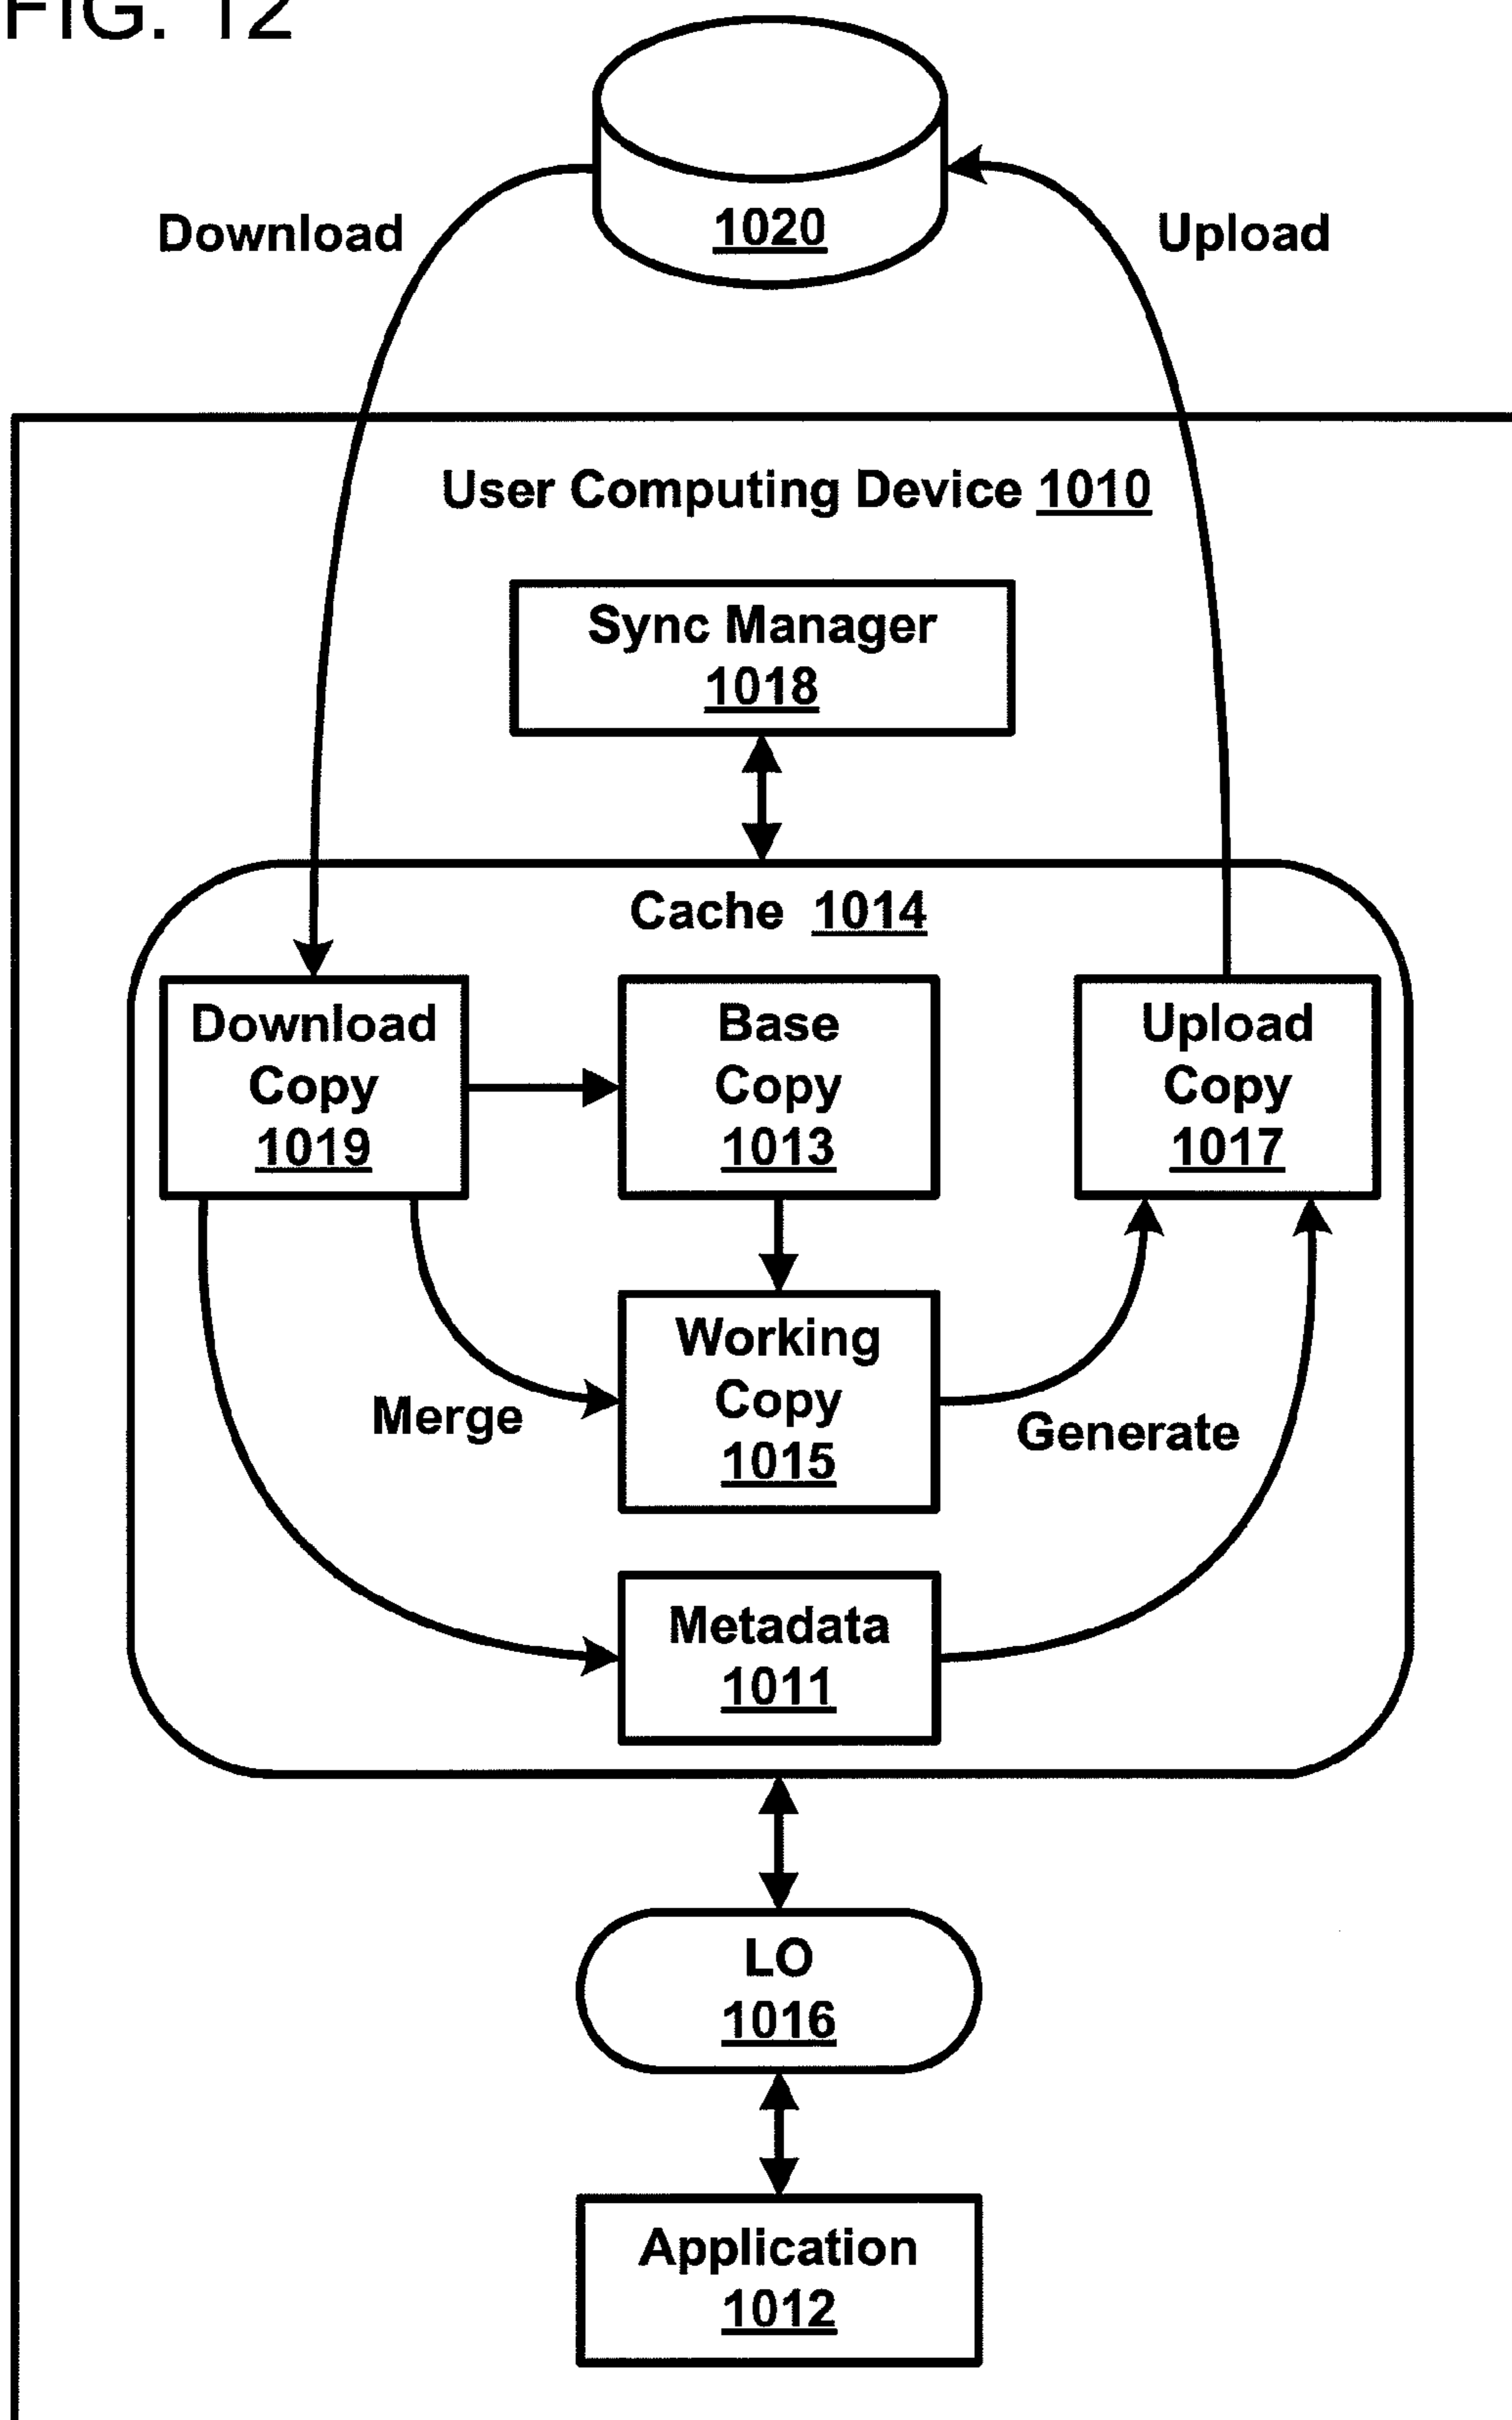 FIG. 12
1020
Download
Upload
User Computing Device 1010
Sync Manager
1018
Cache 1014
Download
Copy
1019
Base
Copy
1013
Upload
Copy
1017
Working
Copy
1015
Merge
Generate
Metadata
1011
LO
1016
Application
1012